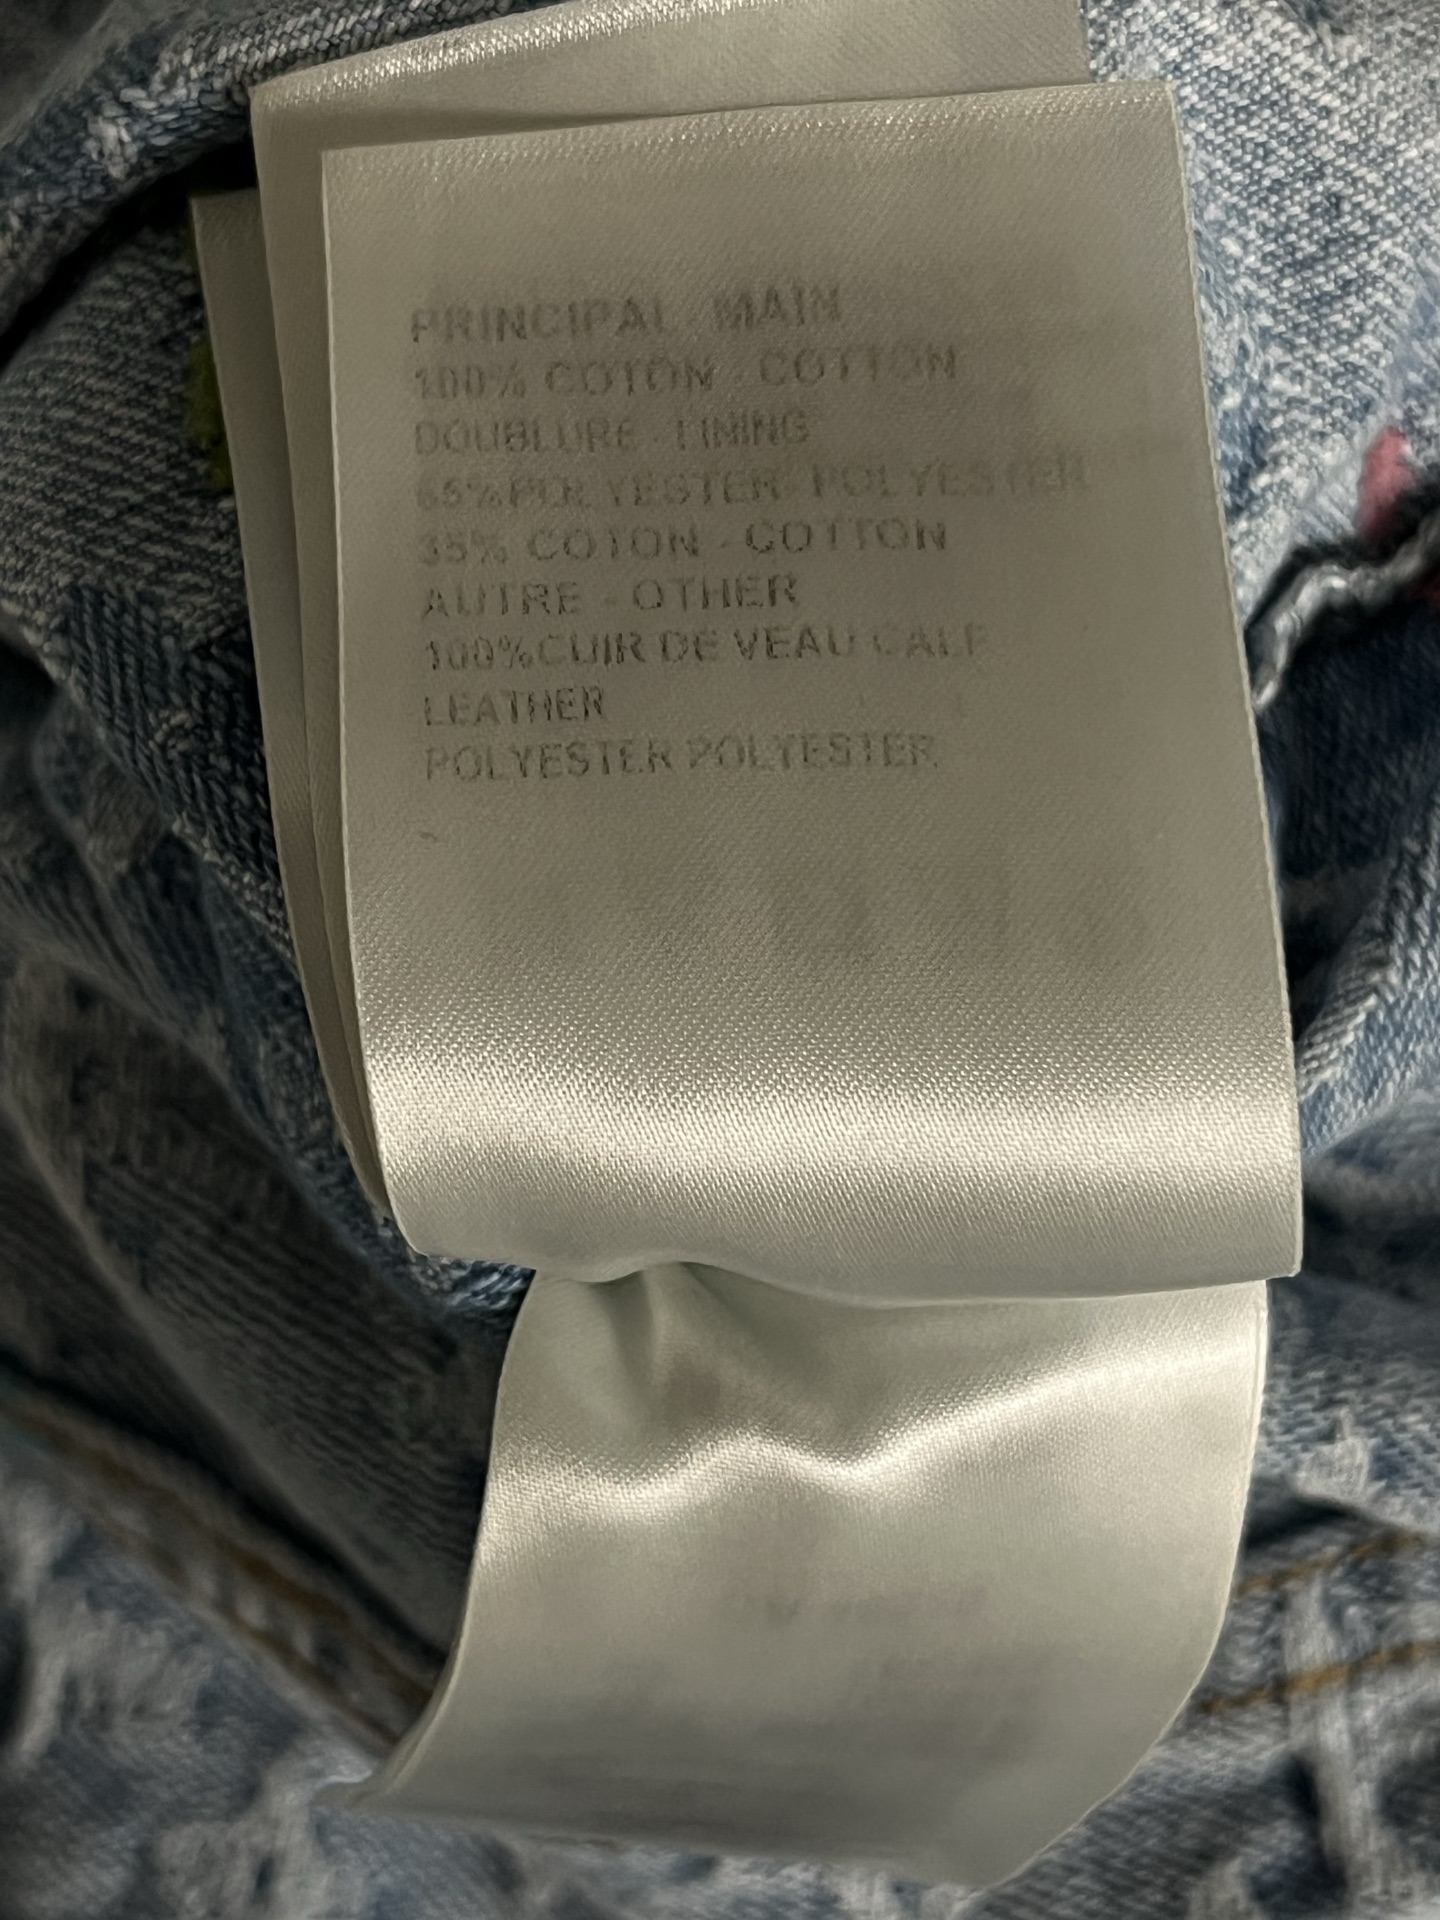 PRINCIPAL - MAIN
100% COTON - COTTON
DOUBLURE - LINING
65%POLYESTER- POLYESTER
35% COTON - COTTON
AUTRE - OTHER
100%CUIR DE VEAU CALF
LEATHER
POLYESTER POLYESTER